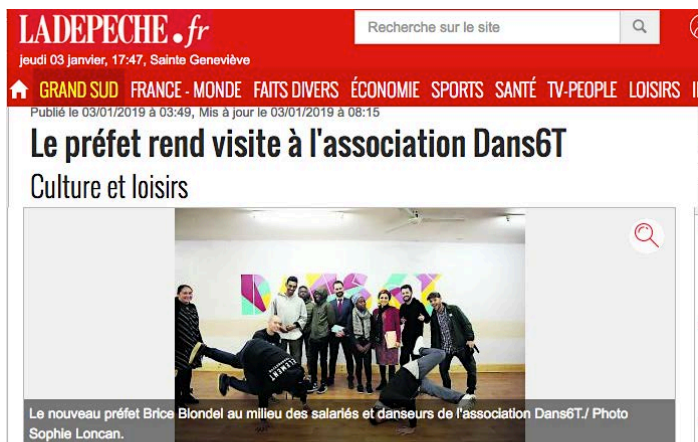 LADEPECHE.fr
Recherche sur le site
jeudi 03 janvier, 17:47, Sainte Geneviève
GRAND SUD FRANCE - MONDE FAITS DIVERS ÉCONOMIE SPORTS SANTÉ TV-PEOPLE LOISIRS
Publié le 03/01/2019 à 03:49, Mis à jour le 03/01/2019 à 08:15
Le préfet rend visite à l'association Dans6T
Culture et loisirs
DANS6T
ELEMENT
Le nouveau préfet Brice Blondel au milieu des salariés et danseurs de l'association Dans6T./ Photo
Sophie Loncan.